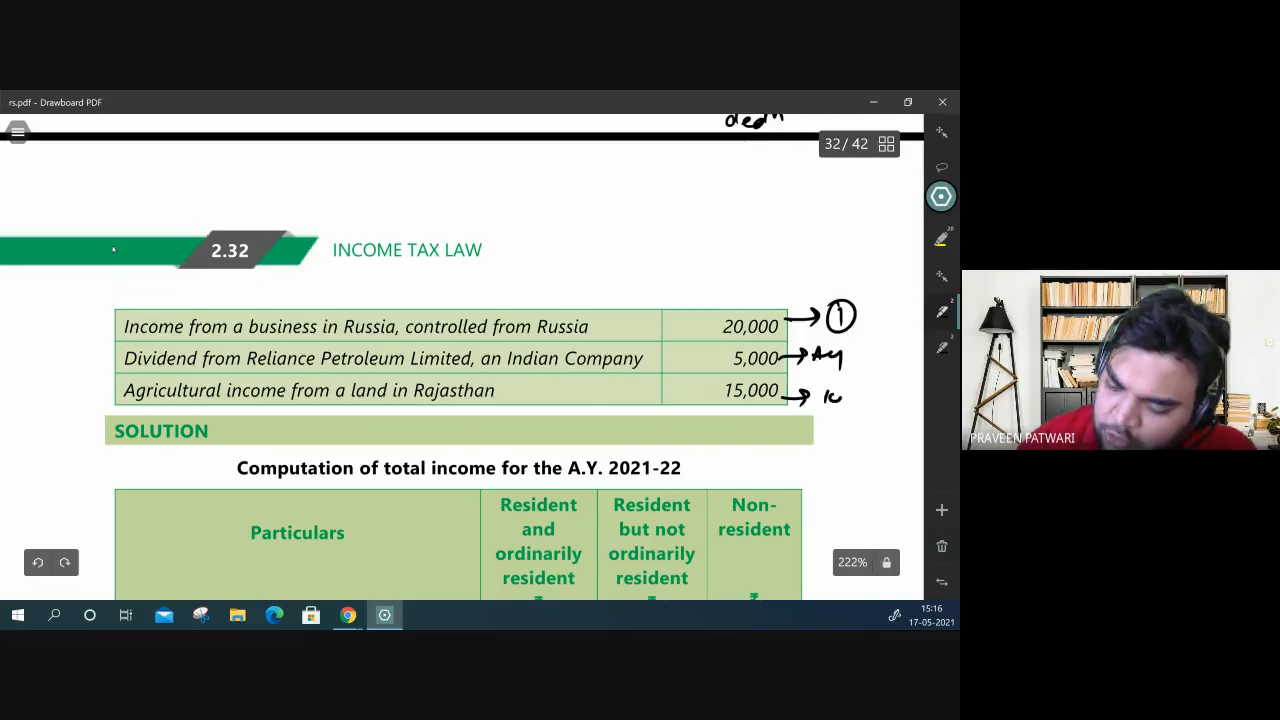 rs.pdf - Drawboard PDF
32 / 42
2.32 INCOME TAX LAW
Income from a business in Russia, controlled from Russia 20,000 → ①
Dividend from Reliance Petroleum Limited, an Indian Company 5,000 →
Agricultural income from a land in Rajasthan 15,000 →
SOLUTION
Computation of total income for the A.Y. 2021-22
Particulars
Resident and ordinarily resident
Resident but not ordinarily resident
Non-resident
₹
222%
PRAVEEN PATWARI
15:16
17-05-2021